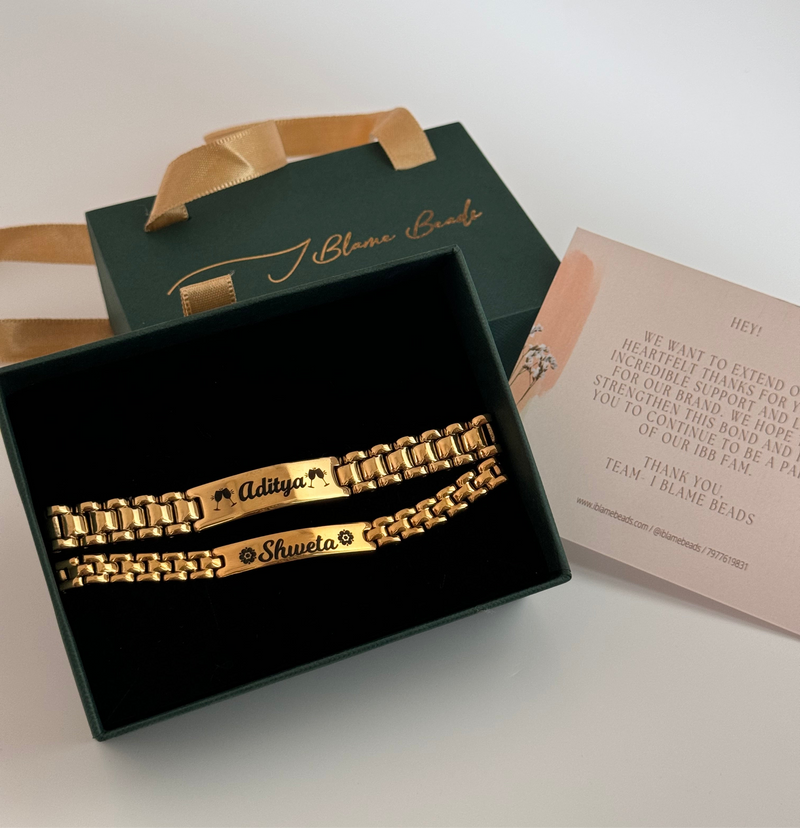 I Blame Beads
Aditya
Shweta
HEY!
WE WANT TO EXTEND
HEARTFELT THANKS FOR
INCREDIBLE SUPPORT AND
FOR OUR BRAND. WE HOPE
STRENGTHEN THIS BOND AND
YOU TO CONTINUE TO BE A
OF OUR IBB FAM.
THANK YOU,
TEAM- I BLAME BEADS
www.iblamebeads.com / @iblamebeads / 7977619831